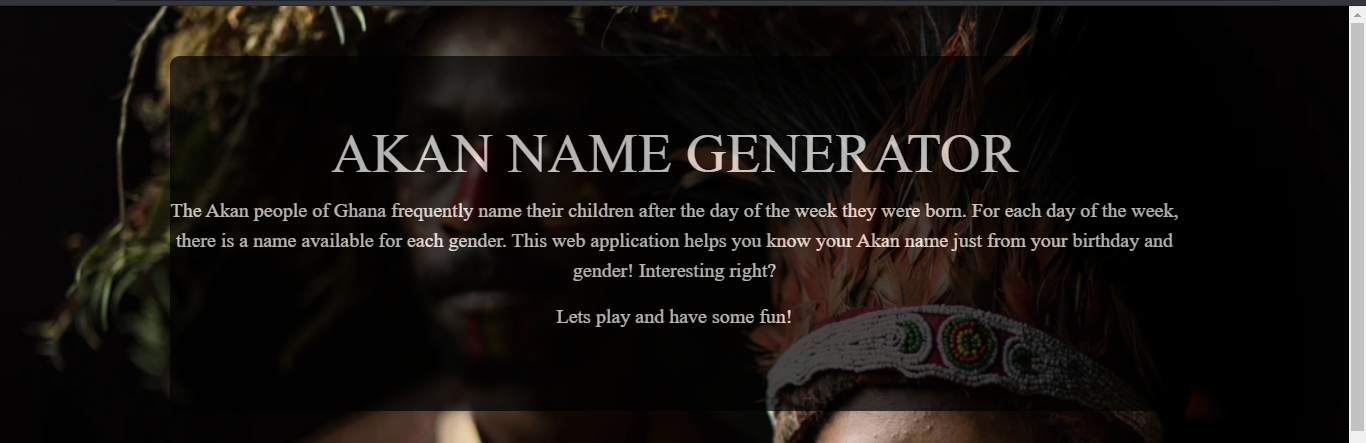 AKAN NAME GENERATOR
The Akan people of Ghana frequently name their children after the day of the week they were born. For each day of the week,
there is a name available for each gender. This web application helps you know your Akan name just from your birthday and
gender! Interesting right?
Lets play and have some fun!